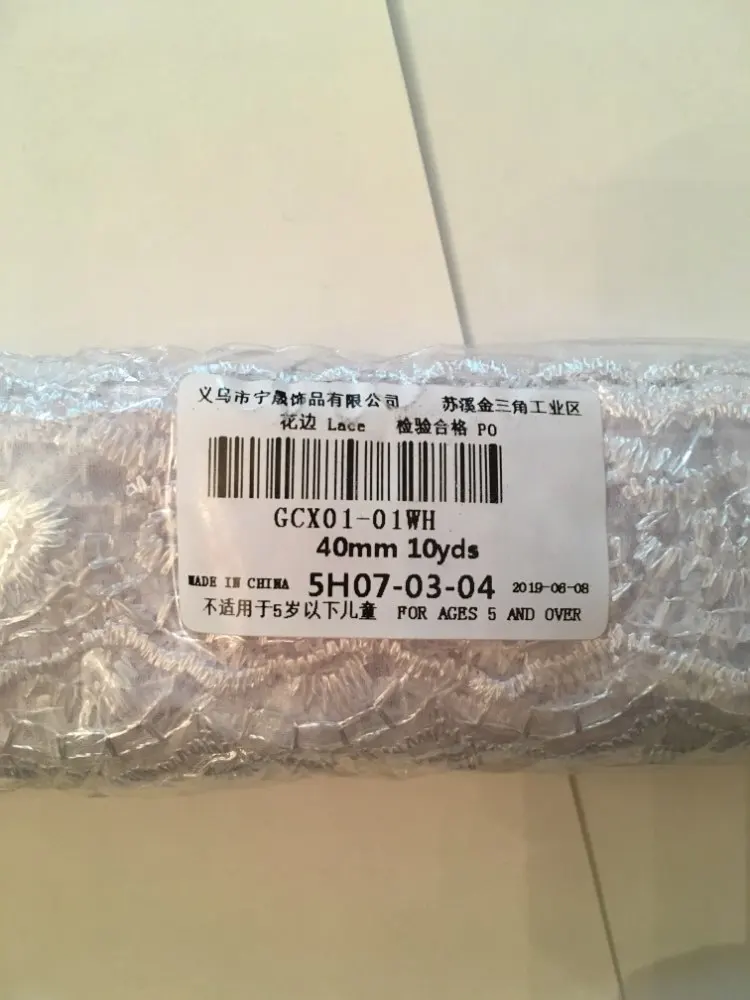 义乌市宁晟饰品有限公司 苏溪金三角工业区
花边 Lace 检验合格 PO
GCX01-01WH
40mm 10yds
MADE IN CHINA 5H07-03-04 2019-06-08
不适用于5岁以下儿童 FOR AGES 5 AND OVER